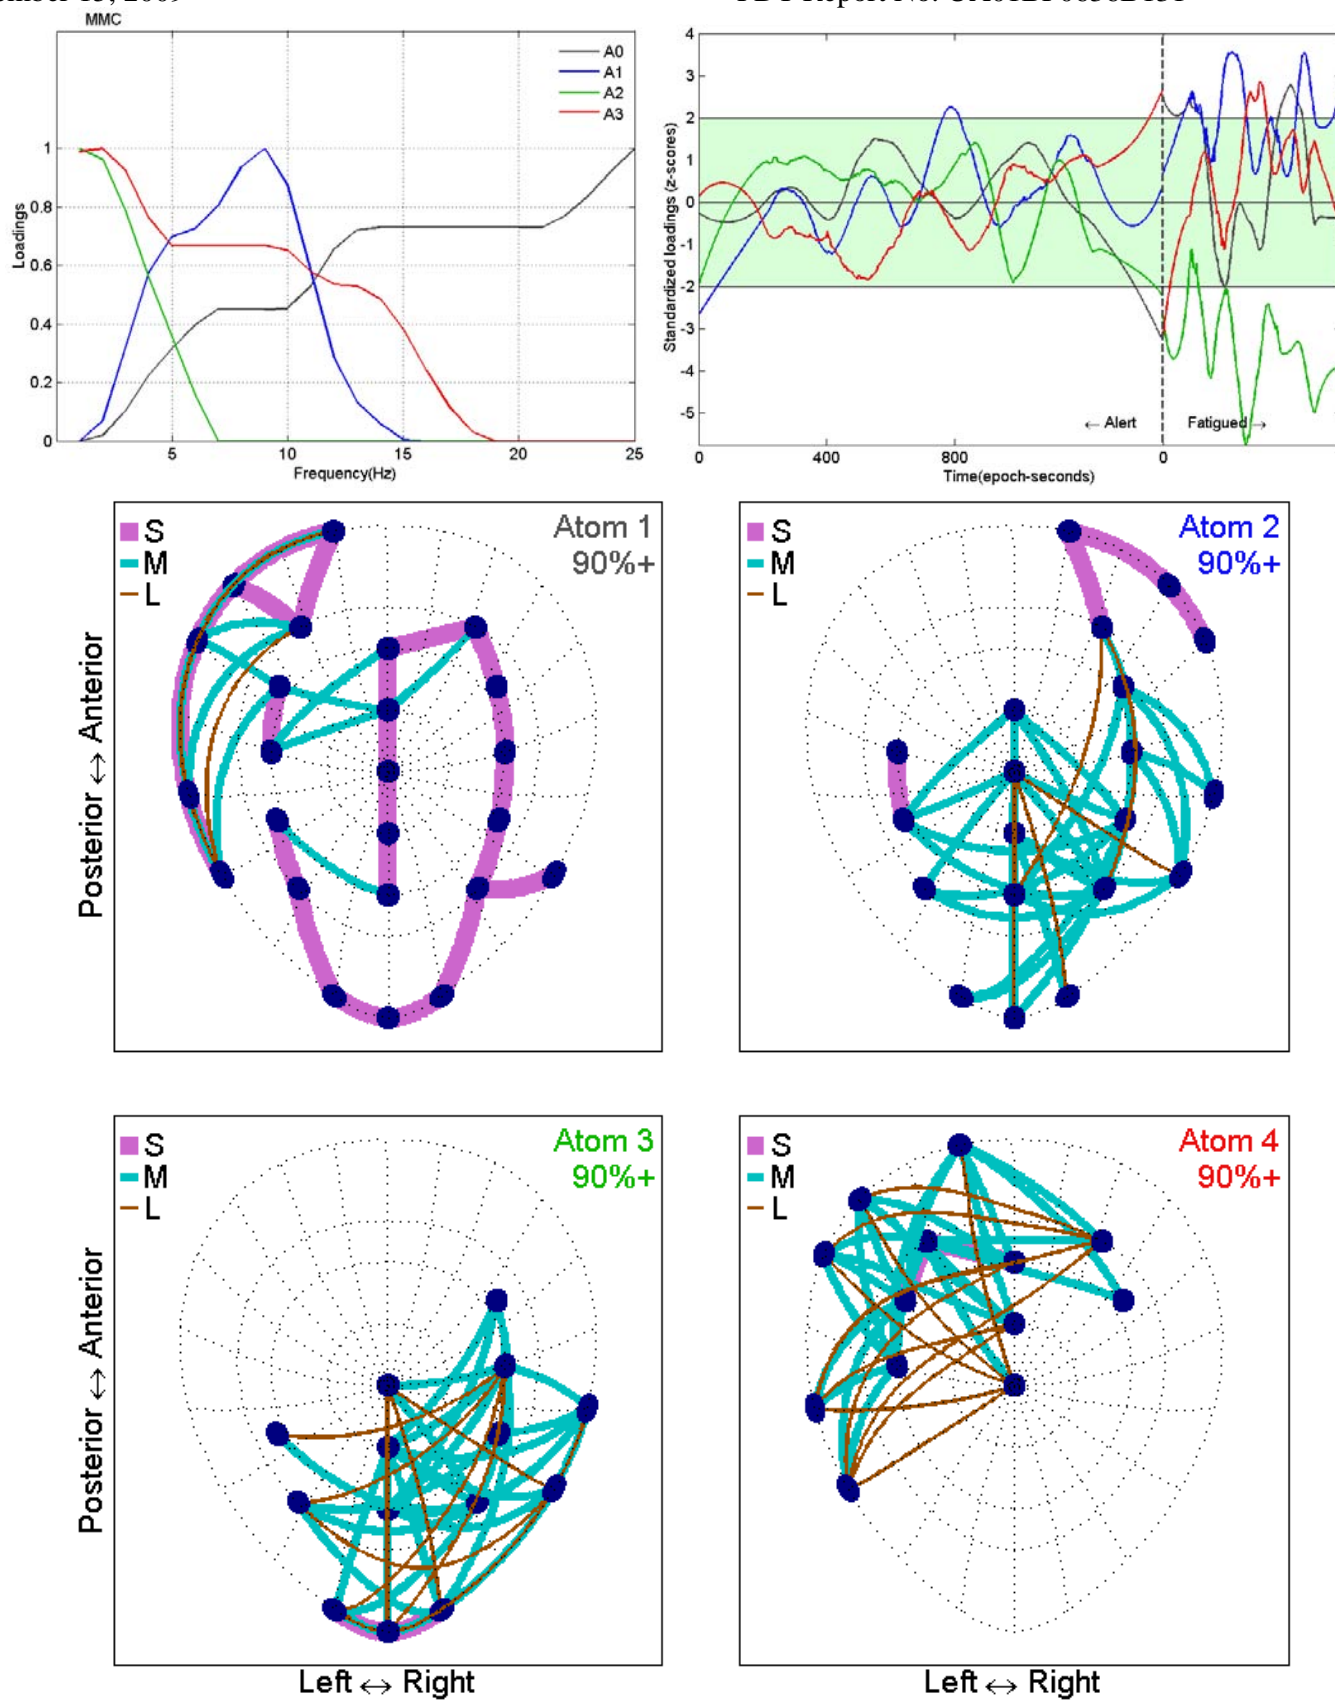 MMC
A0
A1
A2
A3
1
0.8
0.6
0.4
0.2
0
5
10
15
20
25
Loadings
Frequency(Hz)
4
3
2
1
0
-1
-2
-3
-4
-5
Standardized loadings (z-scores)
← Alert
Fatigued →
0
400
800
0
Time(epoch-seconds)
S
M
L
Atom 1
90%+
Posterior ↔ Anterior
S
M
L
Atom 2
90%+
S
M
L
Atom 3
90%+
Posterior ↔ Anterior
Left ↔ Right
S
M
L
Atom 4
90%+
Left ↔ Right